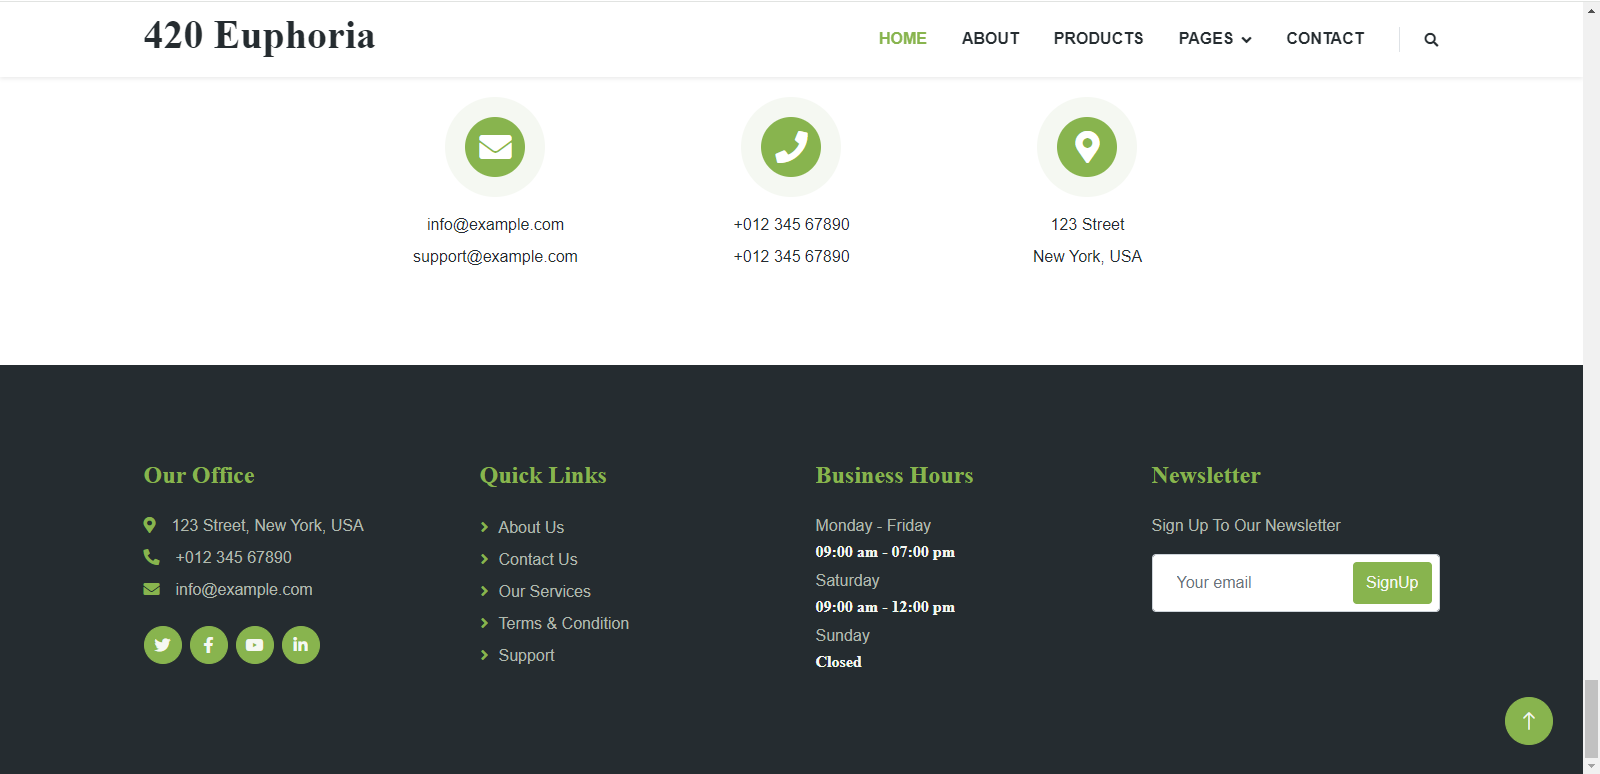 420 Euphoria
HOME ABOUT PRODUCTS PAGES CONTACT
info@example.com
support@example.com
+012 345 67890
+012 345 67890
123 Street
New York, USA
Our Office
123 Street, New York, USA
+012 345 67890
info@example.com
Quick Links
About Us
Contact Us
Our Services
Terms & Condition
Support
Business Hours
Monday - Friday
09:00 am - 07:00 pm
Saturday
09:00 am - 12:00 pm
Sunday
Closed
Newsletter
Sign Up To Our Newsletter
Your email SignUp